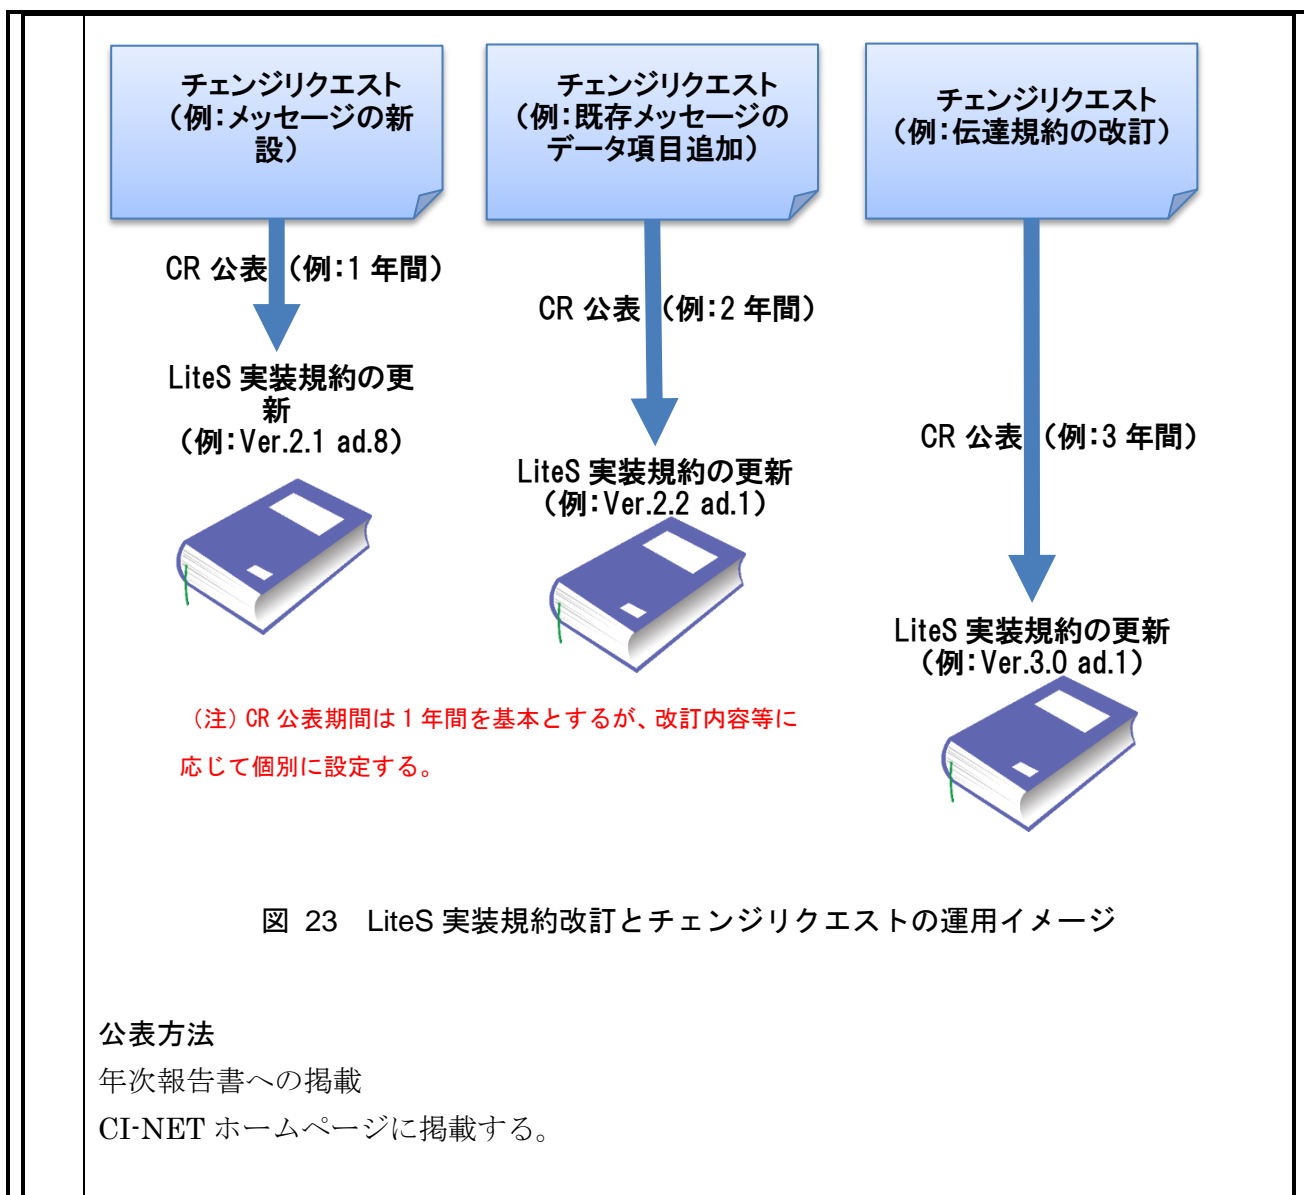 チェンジリクエスト
（例：メッセージの新
設）
チェンジリクエスト
（例：既存メッセージの
データ項目追加）
チェンジリクエスト
（例：伝達規約の改訂）
CR 公表 （例：1 年間）
CR 公表 （例：2 年間）
CR 公表 （例：3 年間）
LiteS 実装規約の更
新
（例：Ver.2.1 ad.8）
LiteS 実装規約の更新
（例：Ver.2.2 ad.1）
LiteS 実装規約の更新
（例：Ver.3.0 ad.1）
（注）CR 公表期間は 1 年間を基本とするが、改訂内容等に
応じて個別に設定する。
図 23　LiteS 実装規約改訂とチェンジリクエストの運用イメージ
公表方法
年次報告書への掲載
CI-NET ホームページに掲載する。